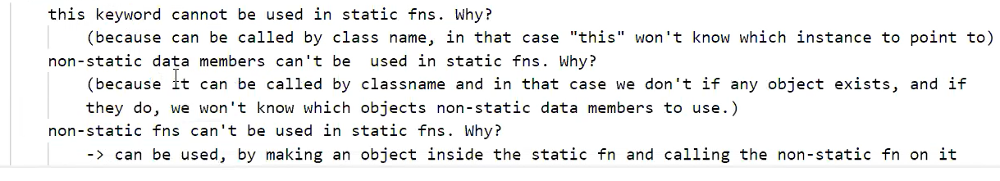 this keyword cannot be used in static fns. Why?
(because can be called by class name, in that case "this" won't know which instance to point to)
non-static data members can't be  used in static fns. Why?
(because it can be called by classname and in that case we don't if any object exists, and if
they do, we won't know which objects non-static data members to use.)
non-static fns can't be used in static fns. Why?
-> can be used, by making an object inside the static fn and calling the non-static fn on it